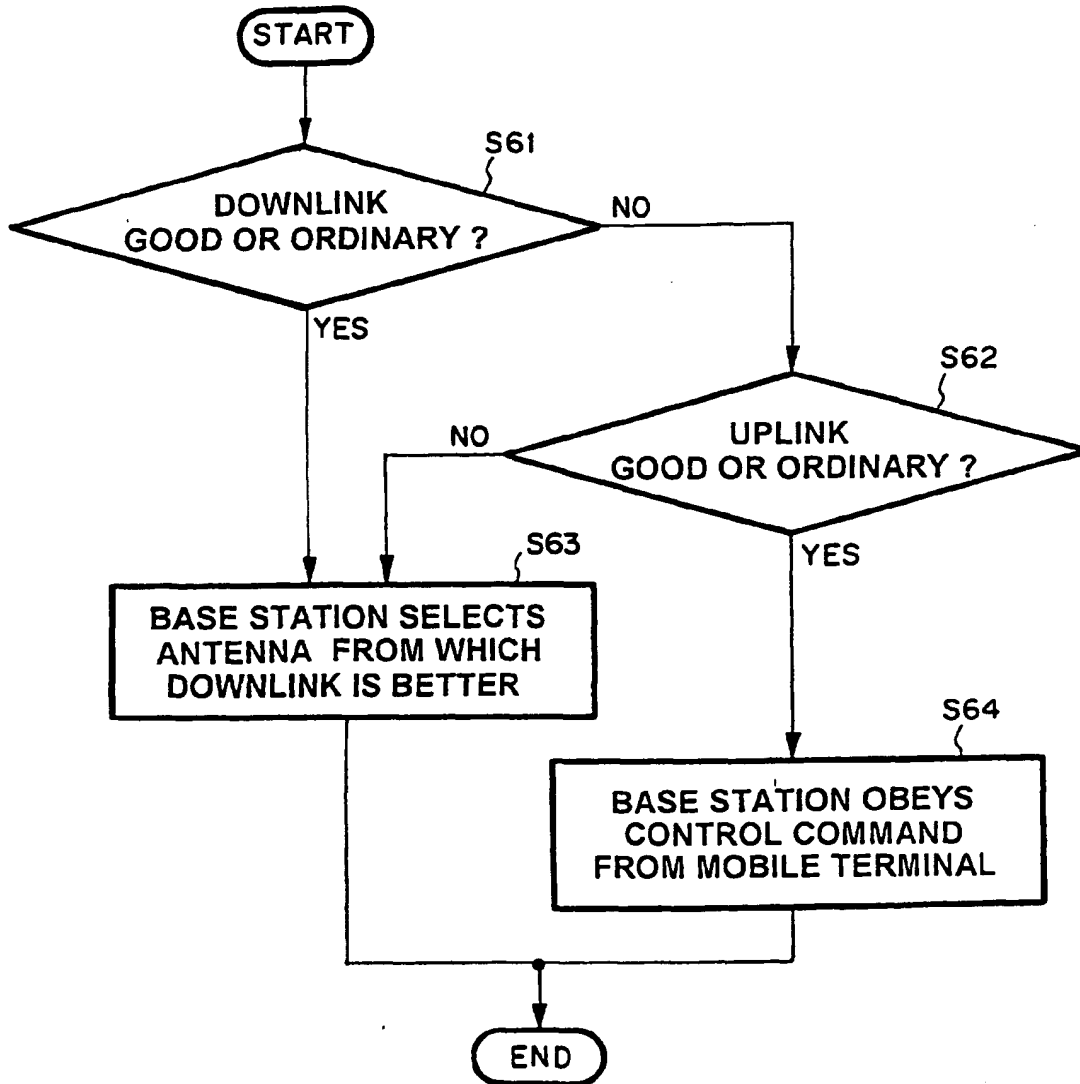 START
S61
DOWNLINK
GOOD OR ORDINARY ?
NO
YES
S62
UPLINK
GOOD OR ORDINARY ?
NO
YES
S63
BASE STATION SELECTS
ANTENNA FROM WHICH
DOWNLINK IS BETTER
S64
BASE STATION OBEYS
CONTROL COMMAND
FROM MOBILE TERMINAL
END